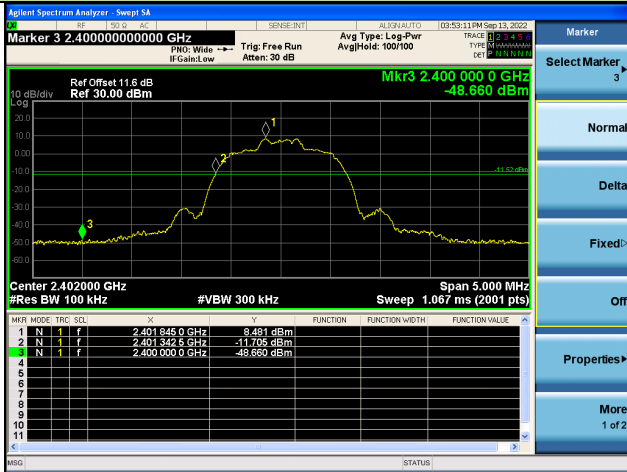 Agilent Spectrum Analyzer - Swept SA
RF 50 Ω AC SENSE:INT ALIGN AUTO 03:53:11 PM Sep 13, 2022
Marker 3 2.400000000000 GHz
PNO: Wide Trig: Free Run
IFGain:Low Atten: 30 dB
Avg Type: Log-Pwr
Avg|Hold: 100/100
TRACE 1 2 3 4 5 6
TYPE M WWWWW
DET P N N N N N
Ref Offset 11.6 dB
10 dB/div Ref 30.00 dBm
Log
Mkr3 2.400 000 0 GHz
-48.660 dBm
20.0
10.0
0.00
-10.0
-20.0
-30.0
-40.0
-50.0
-60.0
1
2
3
-11.52 dBm
Center 2.402000 GHz Span 5.000 MHz
#Res BW 100 kHz #VBW 300 kHz Sweep 1.067 ms (2001 pts)
MKR MODE TRC SCL X Y FUNCTION FUNCTION WIDTH FUNCTION VALUE
1 N 1 f 2.401 845 0 GHz 8.481 dBm
2 N 1 f 2.401 342 5 GHz -11.705 dBm
3 N 1 f 2.400 000 0 GHz -48.660 dBm
4
5
6
7
8
9
10
11
MSG STATUS
Marker
Select Marker
3
Normal
Delta
Fixed
Off
Properties
More
1 of 2